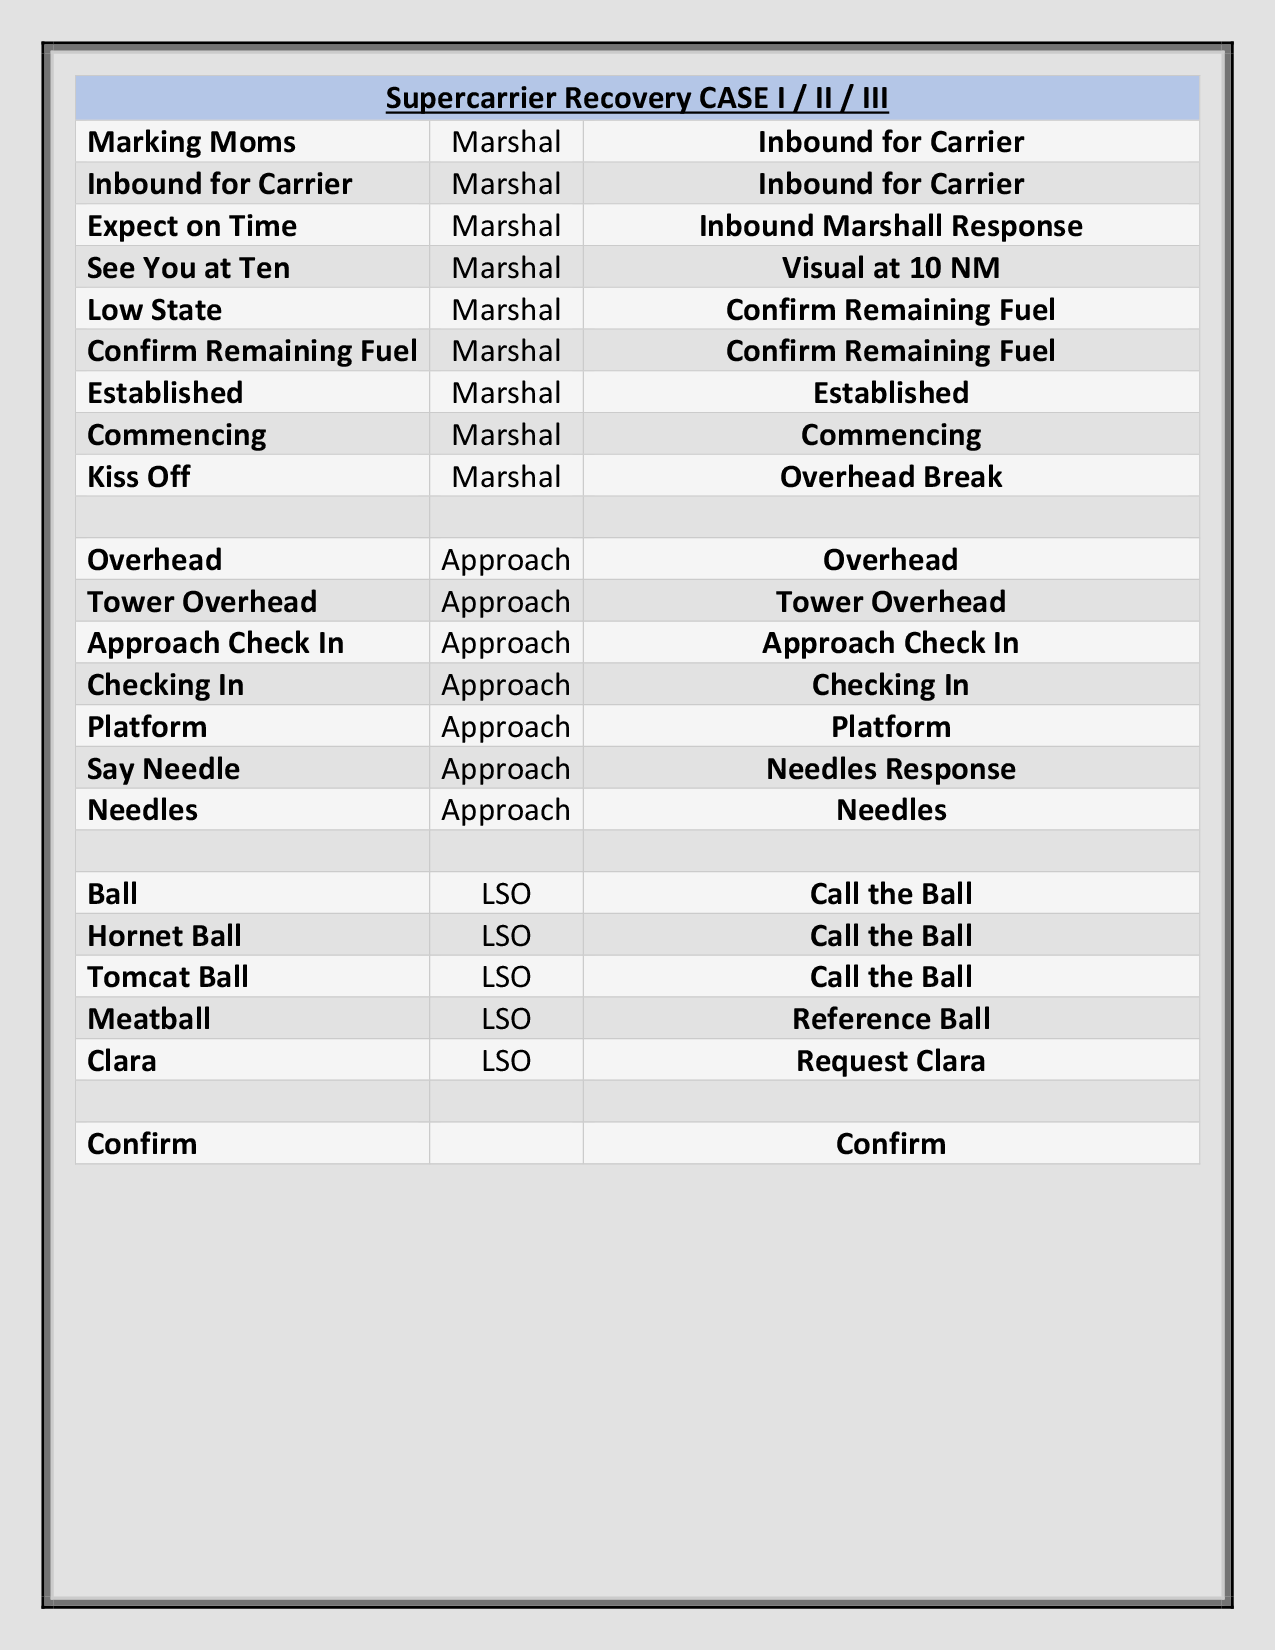 Supercarrier Recovery CASE I / II / III
Marking Moms Marshal Inbound for Carrier
Inbound for Carrier Marshal Inbound for Carrier
Expect on Time Marshal Inbound Marshall Response
See You at Ten Marshal Visual at 10 NM
Low State Marshal Confirm Remaining Fuel
Confirm Remaining Fuel Marshal Confirm Remaining Fuel
Established Marshal Established
Commencing Marshal Commencing
Kiss Off Marshal Overhead Break
Overhead Approach Overhead
Tower Overhead Approach Tower Overhead
Approach Check In Approach Approach Check In
Checking In Approach Checking In
Platform Approach Platform
Say Needle Approach Needles Response
Needles Approach Needles
Ball LSO Call the Ball
Hornet Ball LSO Call the Ball
Tomcat Ball LSO Call the Ball
Meatball LSO Reference Ball
Clara LSO Request Clara
Confirm Confirm